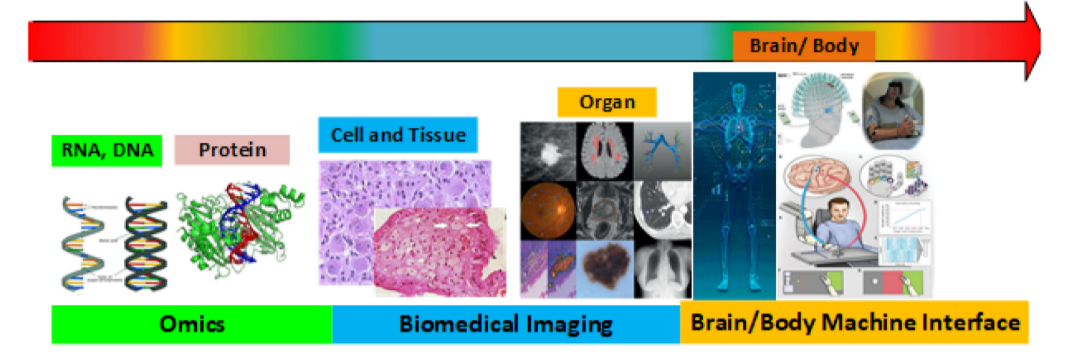 Brain/ Body
Organ
Cell and Tissue
RNA, DNA
Protein
Omics
Biomedical Imaging
Brain/Body Machine Interface